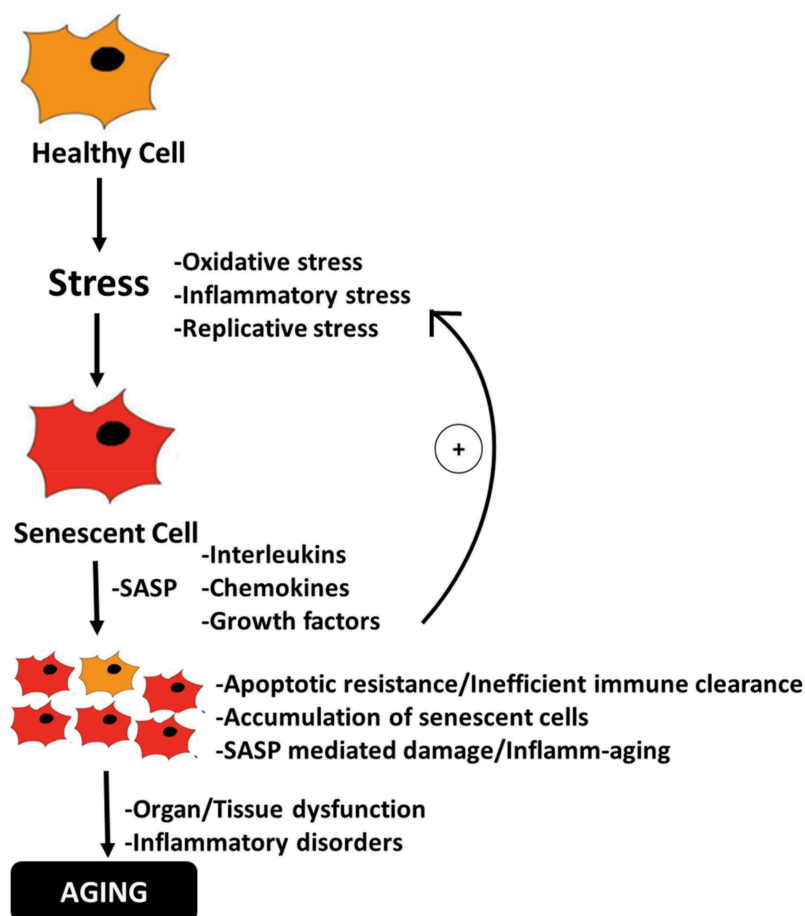 Healthy Cell
Stress
-Oxidative stress
-Inflammatory stress
-Replicative stress
+
Senescent Cell
-SASP
-Interleukins
-Chemokines
-Growth factors
-Apoptotic resistance/Inefficient immune clearance
-Accumulation of senescent cells
-SASP mediated damage/Inflamm-aging
-Organ/Tissue dysfunction
-Inflammatory disorders
AGING